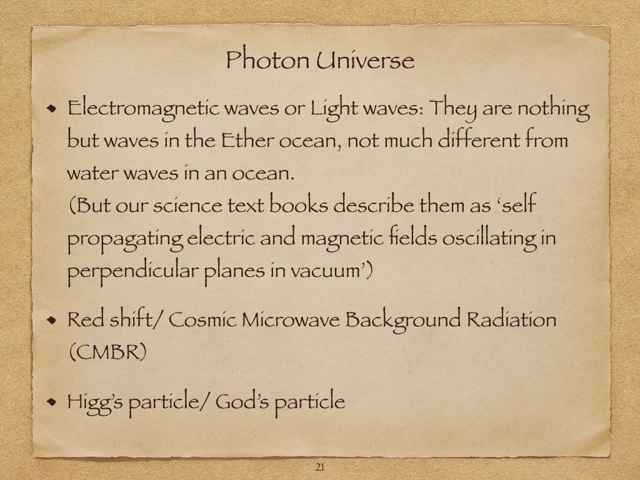 Photon Universe
• Electromagnetic waves or Light waves: They are nothing
but waves in the Ether ocean, not much different from
water waves in an ocean.
(But our science text books describe them as ‘self
propagating electric and magnetic fields oscillating in
perpendicular planes in vacuum’)
• Red shift/ Cosmic Microwave Background Radiation
(CMBR)
• Higg’s particle/ God’s particle
21